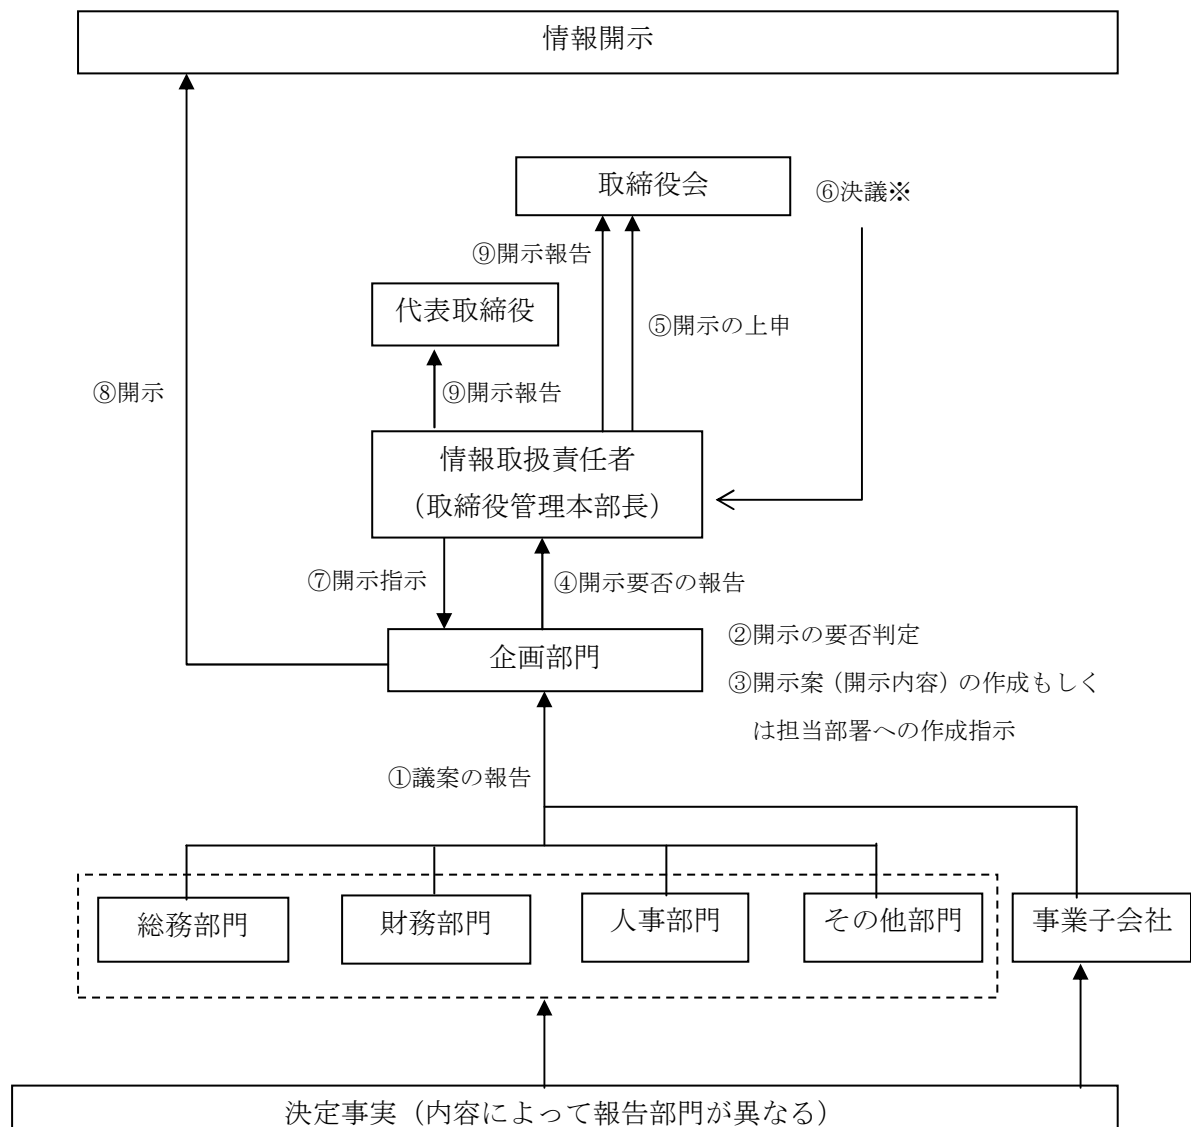 情報開示
取締役会
⑥決議※
⑨開示報告
代表取締役
⑤開示の上申
⑧開示
⑨開示報告
情報取扱責任者
（取締役管理本部長）
⑦開示指示
④開示要否の報告
企画部門
②開示の要否判定
③開示案（開示内容）の作成もしく
は担当部署への作成指示
①議案の報告
総務部門
財務部門
人事部門
その他部門
事業子会社
決定事実（内容によって報告部門が異なる）